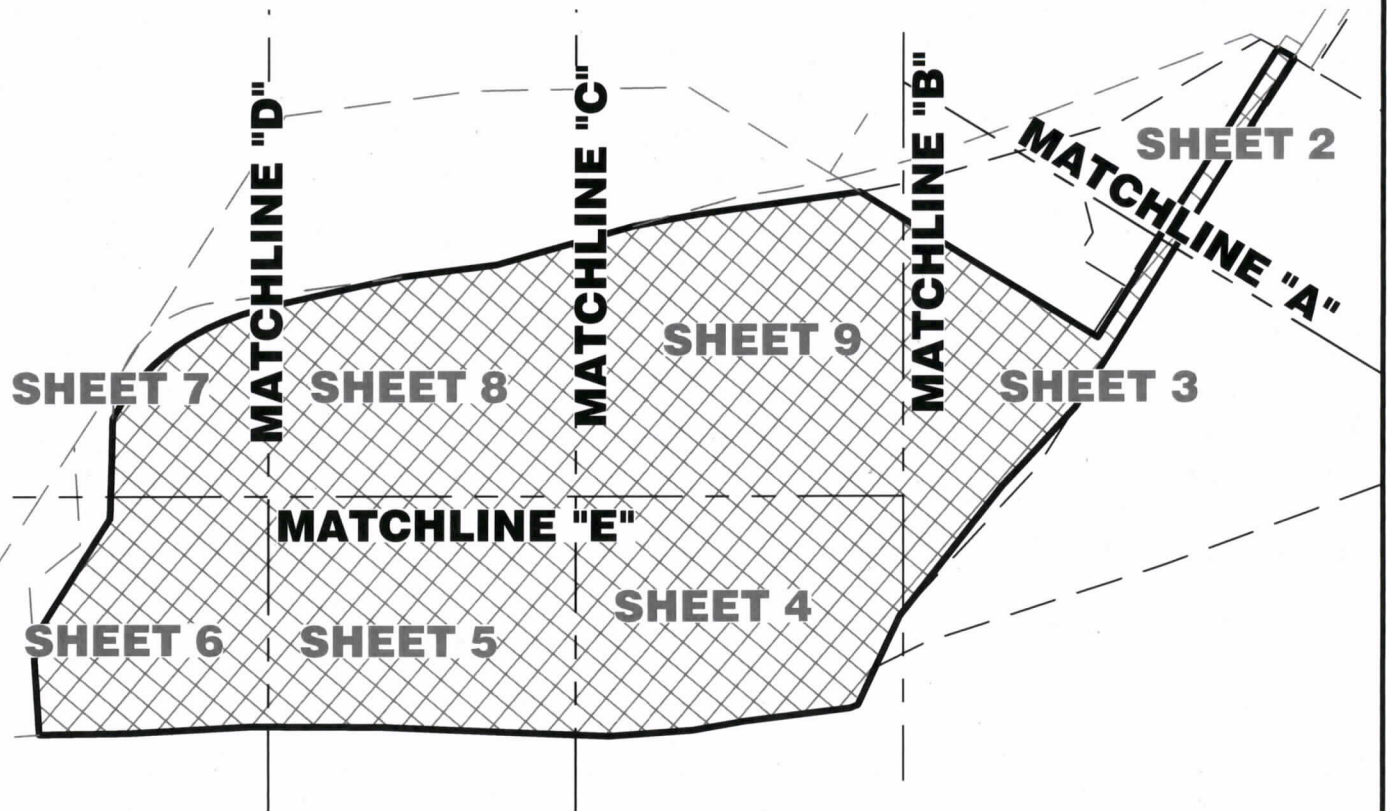 MATCHLINE "D"
MATCHLINE "C"
MATCHLINE "B"
MATCHLINE "A"
SHEET 2
SHEET 7
SHEET 8
SHEET 9
SHEET 3
MATCHLINE "E"
SHEET 6
SHEET 5
SHEET 4